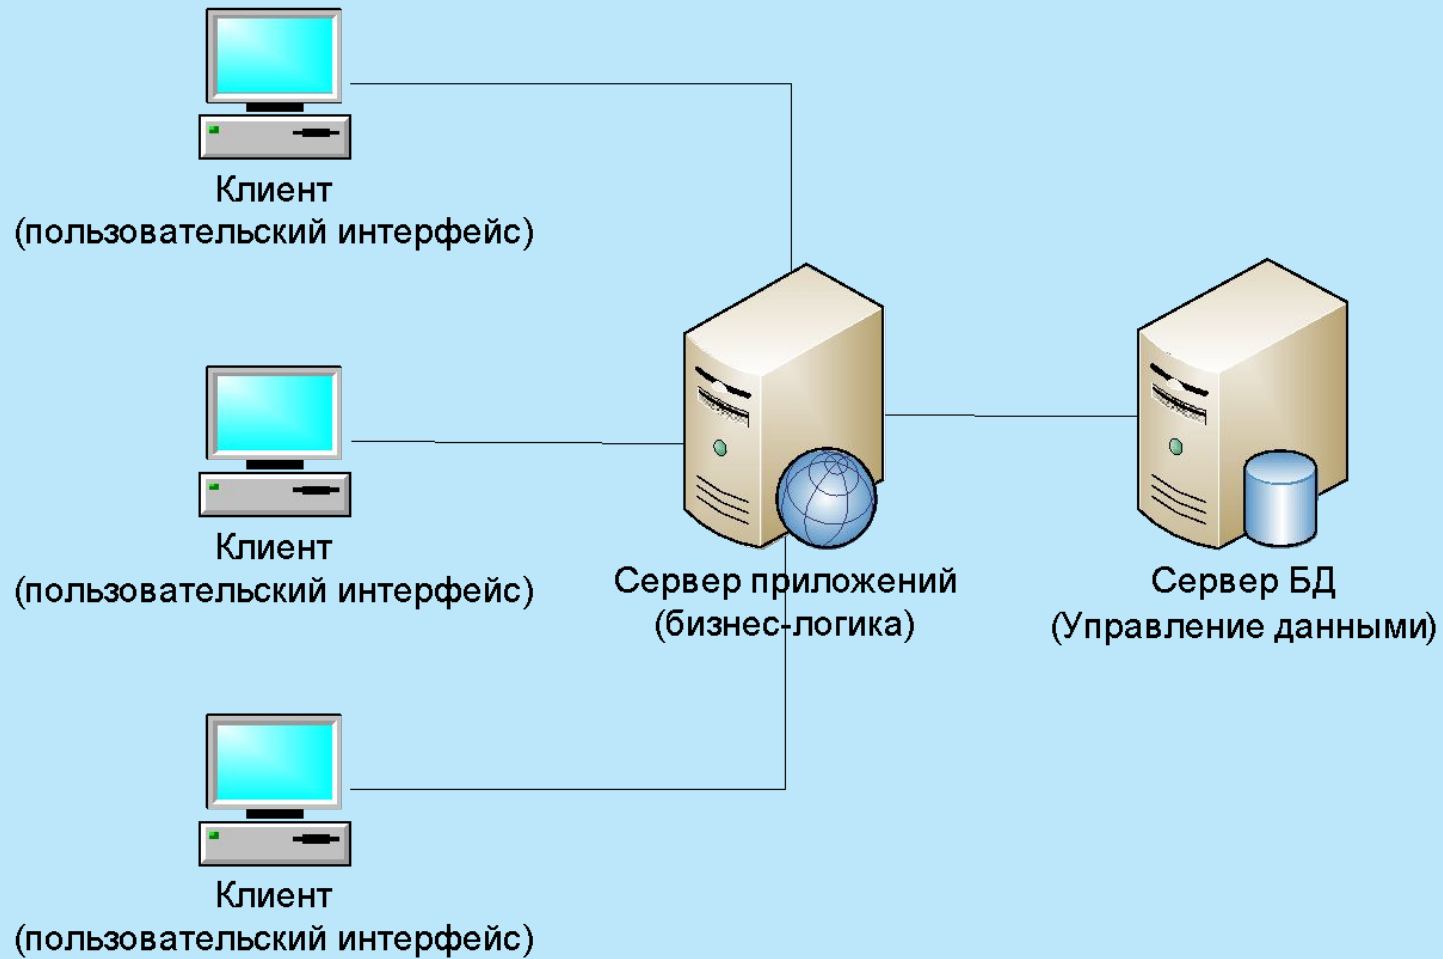 Клиент
(пользовательский интерфейс)
Клиент
(пользовательский интерфейс)
Сервер приложений
(бизнес-логика)
Сервер БД
(Управление данными)
Клиент
(пользовательский интерфейс)